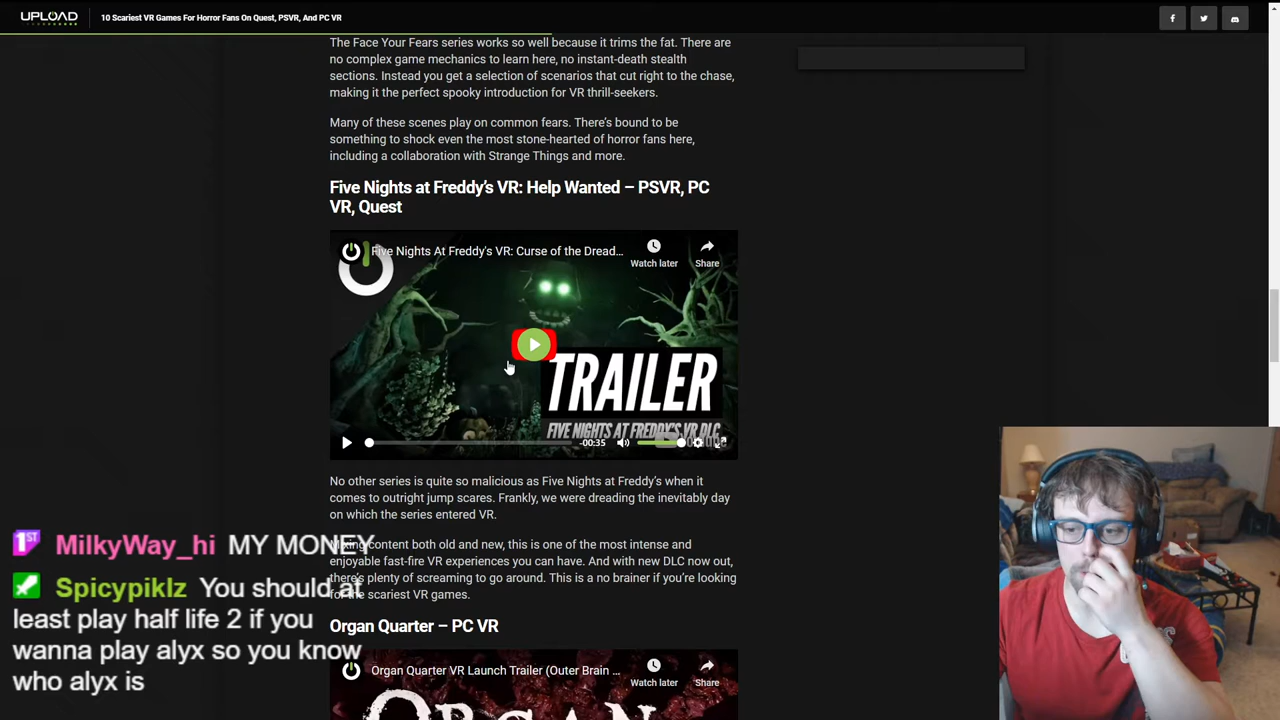 UPLOAD
10 Scariest VR Games For Horror Fans On Quest, PSVR, And PC VR
The Face Your Fears series works so well because it trims the fat. There are
no complex game mechanics to learn here, no instant-death stealth
sections. Instead you get a selection of scenarios that cut right to the chase,
making it the perfect spooky introduction for VR thrill-seekers.
Many of these scenes play on common fears. There's bound to be
something to shock even the most stone-hearted of horror fans here,
including a collaboration with Strange Things and more.
Five Nights at Freddy's VR: Help Wanted – PSVR, PC
VR, Quest
Five Nights At Freddy's VR: Curse of the Dread...
Watch later
Share
TRAILER
FIVE NIGHTS AT FREDDY'S VR DLC
-00:35
No other series is quite so malicious as Five Nights at Freddy's when it
comes to outright jump scares. Frankly, we were dreading the inevitably day
on which the series entered VR.
content both old and new, this is one of the most intense and
enjoyable fast-fire VR experiences you can have. And with new DLC now out,
there's plenty of screaming to go around. This is a no brainer if you're looking
for the scariest VR games.
Organ Quarter – PC VR
Organ Quarter VR Launch Trailer (Outer Brain ...
Watch later
Share
ORGAN
1ST MilkyWay_hi MY MONEY
Spicypiklz You should at
least play half life 2 if you
wanna play alyx so you know
who alyx is